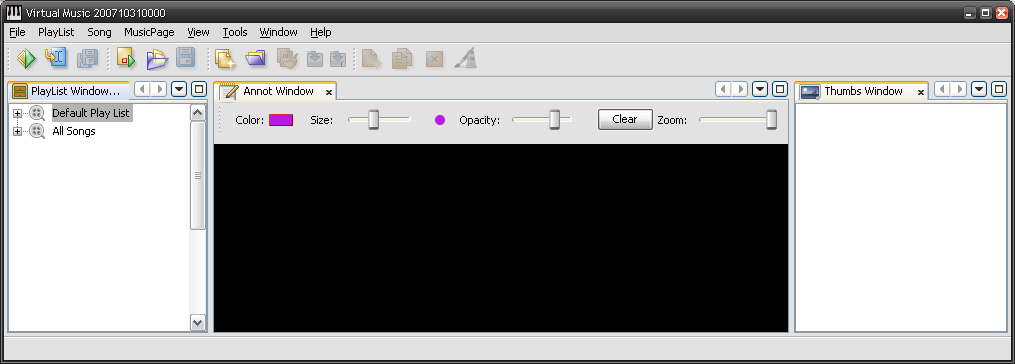 Virtual Music 200710310000
File PlayList Song MusicPage View Tools Window Help
PlayList Window... Annot Window Thumbs Window
Default Play List
All Songs
Color: Size: Opacity: Clear Zoom: